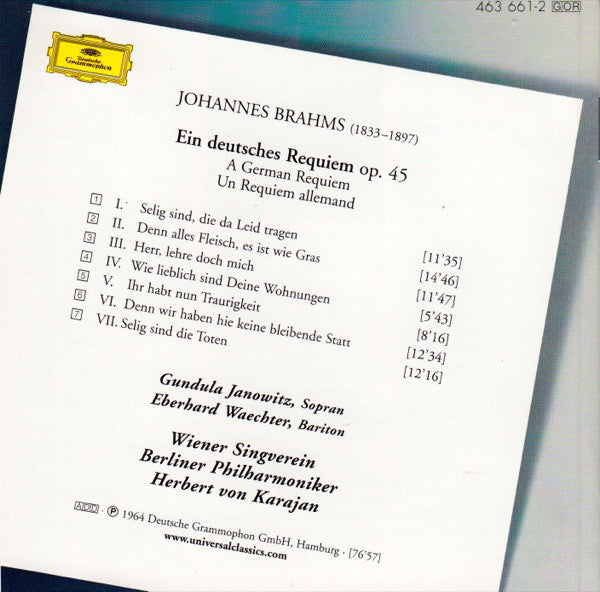 463 661-2 GOR
Deutsche
Grammophon
JOHANNES BRAHMS (1833–1897)
Ein deutsches Requiem op. 45
A German Requiem
Un Requiem allemand
1 I. Selig sind, die da Leid tragen [11'35]
2 II. Denn alles Fleisch, es ist wie Gras [14'46]
3 III. Herr, lehre doch mich [11'47]
4 IV. Wie lieblich sind Deine Wohnungen [5'43]
5 V. Ihr habt nun Traurigkeit [8'16]
6 VI. Denn wir haben hie keine bleibende Statt [12'34]
7 VII. Selig sind die Toten [12'16]
Gundula Janowitz, Sopran
Eberhard Waechter, Bariton
Wiener Singverein
Berliner Philharmoniker
Herbert von Karajan
ADD · Ⓟ 1964 Deutsche Grammophon GmbH, Hamburg · [76'57]
www.universalclassics.com